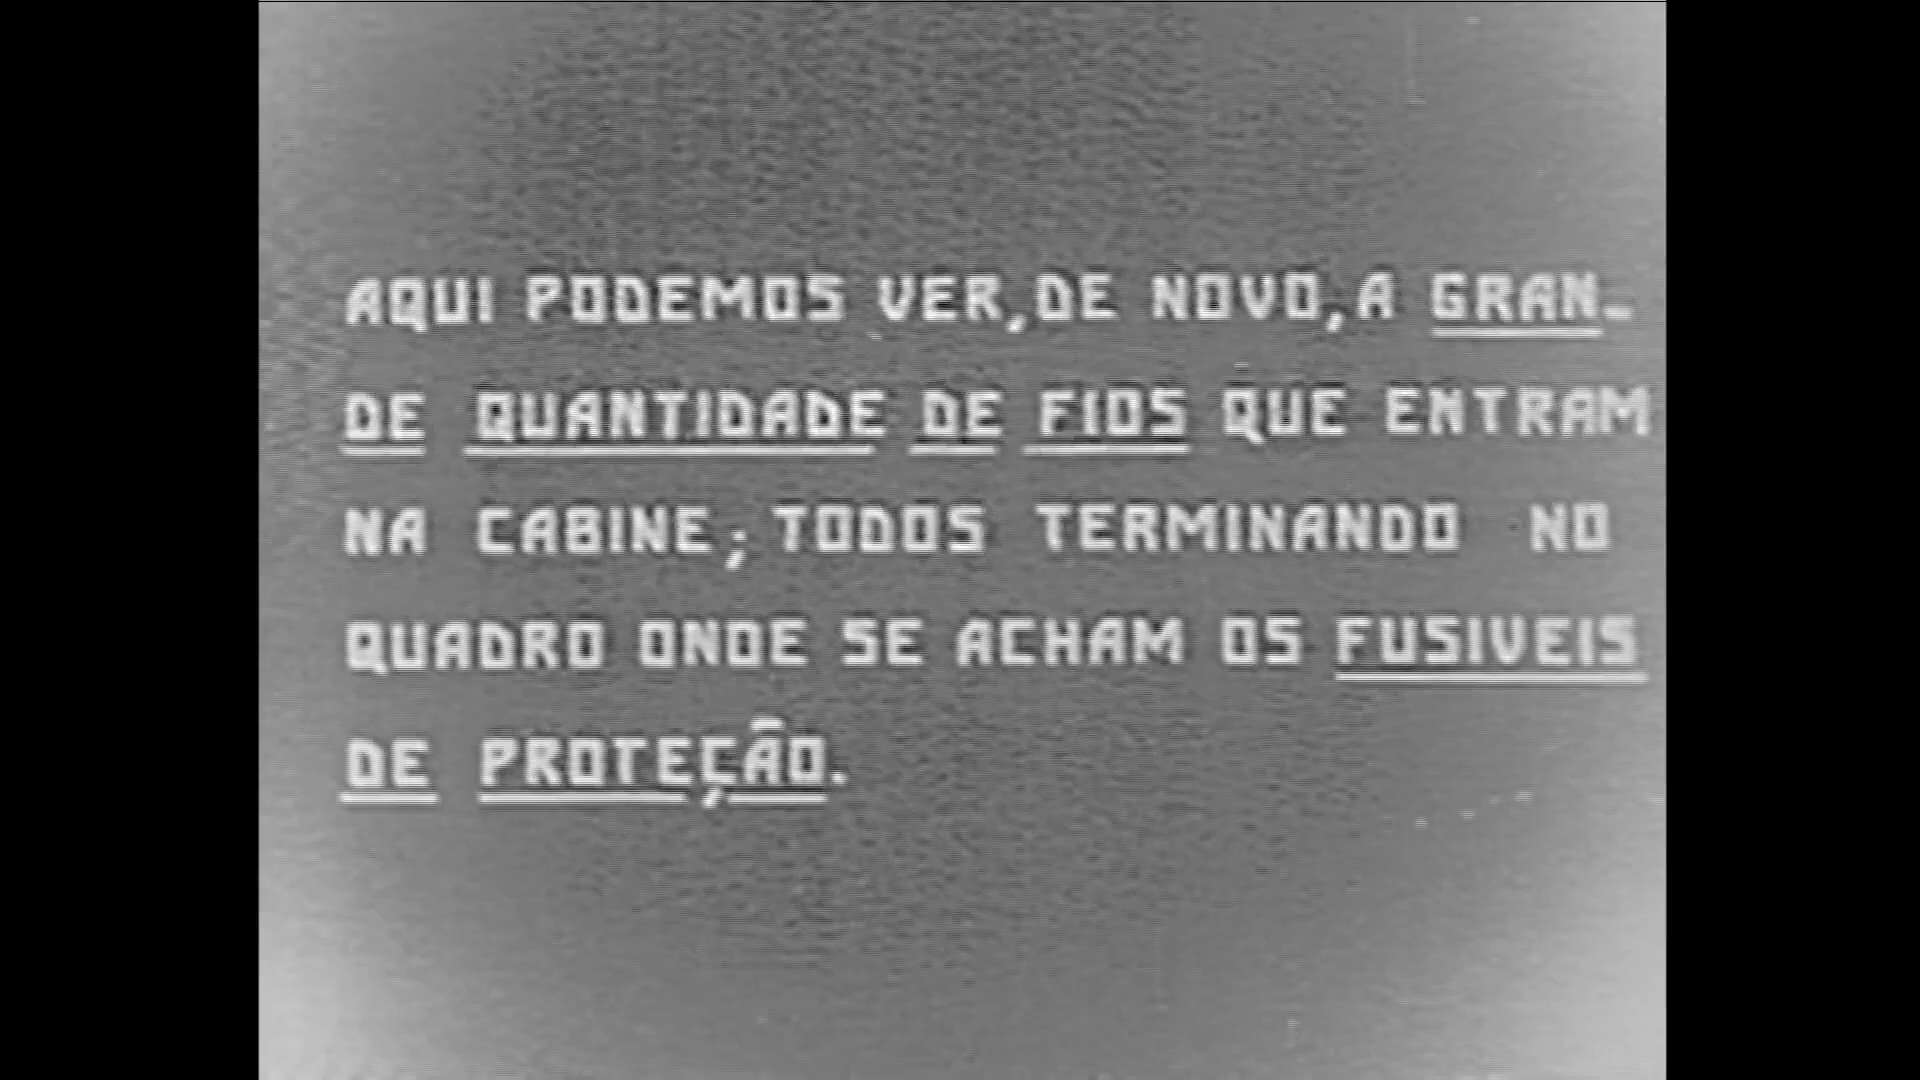 AQUI PODEMOS VER, DE NOVO, A GRAN-
DE QUANTIDADE DE FIOS QUE ENTRAM
NA CABINE; TODOS TERMINANDO NO
QUADRO ONDE SE ACHAM OS FUSIVEIS
DE PROTEÇÃO.